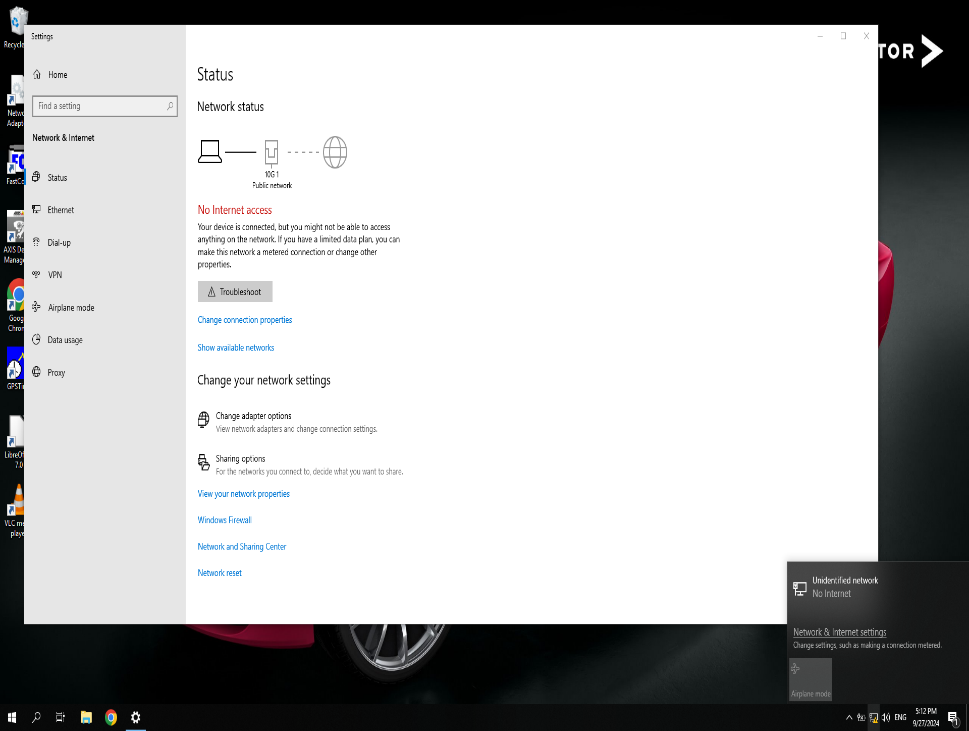 Settings
Home
Find a setting
Network & Internet
Status
Ethernet
Dial-up
VPN
Airplane mode
Data usage
Proxy
Status
Network status
10G 1
Public network
No Internet access
Your device is connected, but you might not be able to access
anything on the network. If you have a limited data plan, you can
make this network a metered connection or change other
properties.
Troubleshoot
Change connection properties
Show available networks
Change your network settings
Change adapter options
View network adapters and change connection settings.
Sharing options
For the networks you connect to, decide what you want to share.
View your network properties
Windows Firewall
Network and Sharing Center
Network reset
TOR
Recycle
Netwo
Adapt
FastCo
AXIS De
Manag
Goog
Chron
GPSTi
LibreOf
7.0
VLC me
playe
Unidentified network
No Internet
Network & Internet settings
Change settings, such as making a connection metered.
Airplane mode
ENG
5:12 PM
9/27/2024
1